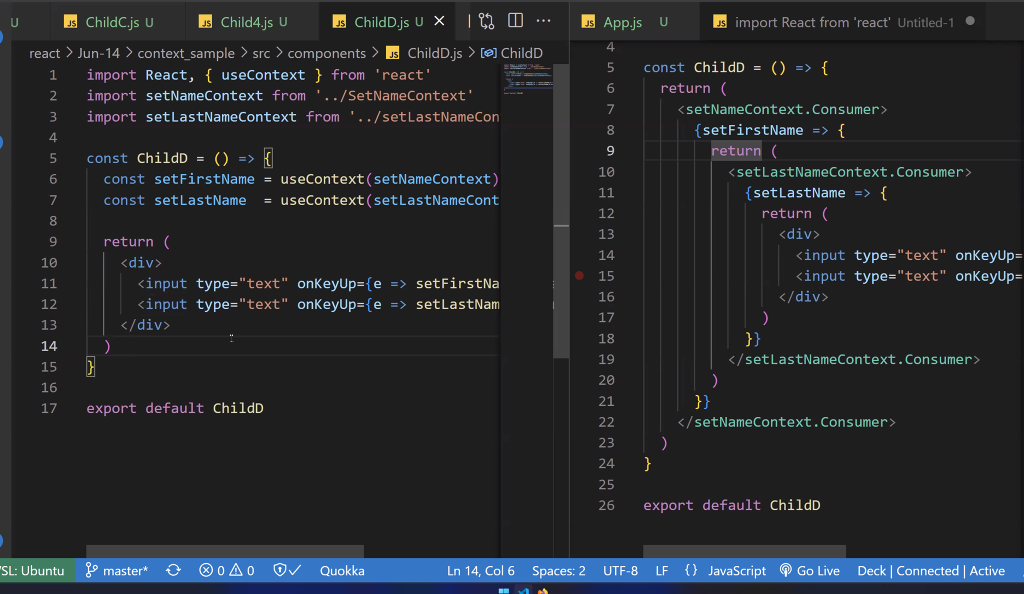 U JS ChildC.js U JS Child4.js U JS ChildD.js U
react > Jun-14 > context_sample > src > components > JS ChildD.js > ChildD
1 import React, { useContext } from 'react'
2 import setNameContext from '../SetNameContext'
3 import setLastNameContext from '../setLastNameCon
4
5 const ChildD = () => {
6 const setFirstName = useContext(setNameContext)
7 const setLastName  = useContext(setLastNameCont
8
9 return (
10 <div>
11 <input type="text" onKeyUp={e => setFirstNa
12 <input type="text" onKeyUp={e => setLastNam
13 </div>
14 )
15 }
16
17 export default ChildD
JS App.js U JS import React from 'react' Untitled-1
4
5 const ChildD = () => {
6 return (
7 <setNameContext.Consumer>
8 {setFirstName => {
9 return (
10 <setLastNameContext.Consumer>
11 {setLastName => {
12 return (
13 <div>
14 <input type="text" onKeyUp=
15 <input type="text" onKeyUp=
16 </div>
17 )
18 }}
19 </setLastNameContext.Consumer>
20 )
21 }}
22 </setNameContext.Consumer>
23 )
24 }
25
26 export default ChildD
SL: Ubuntu master* 0 0 Quokka Ln 14, Col 6 Spaces: 2 UTF-8 LF {} JavaScript Go Live Deck | Connected | Active